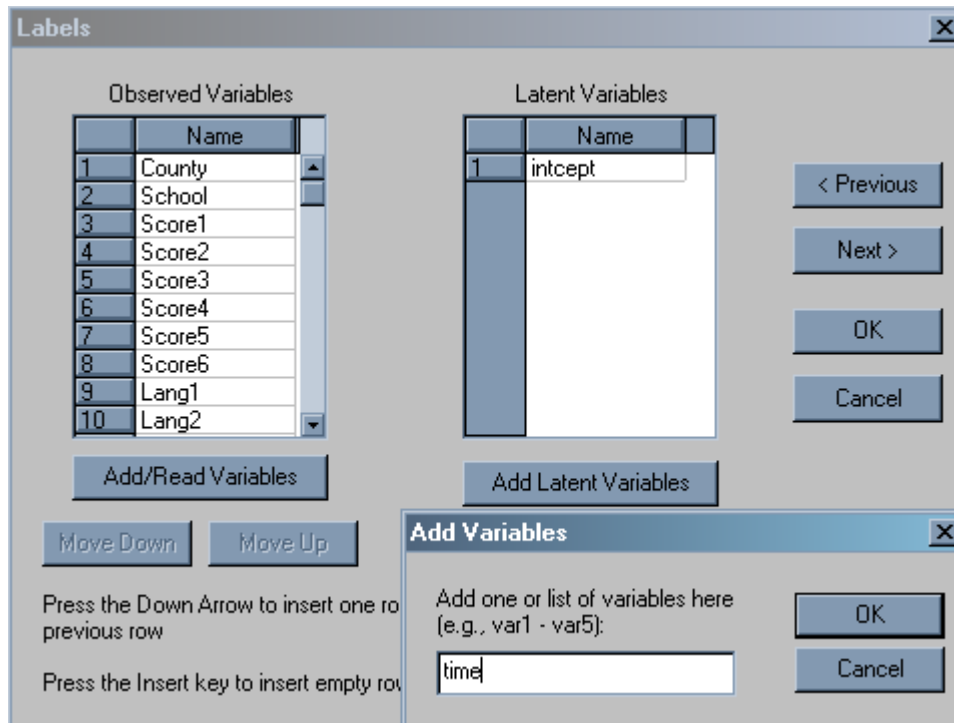 Labels
Observed Variables
Name
1 County
2 School
3 Score1
4 Score2
5 Score3
6 Score4
7 Score5
8 Score6
9 Lang1
10 Lang2
Add/Read Variables
Move Down Move Up
Press the Down Arrow to insert one ro
previous row
Press the Insert key to insert empty rov
Latent Variables
Name
1 intcept
Add Latent Variables
< Previous
Next >
OK
Cancel
Add Variables
Add one or list of variables here
(e.g., var1 - var5):
time
OK
Cancel